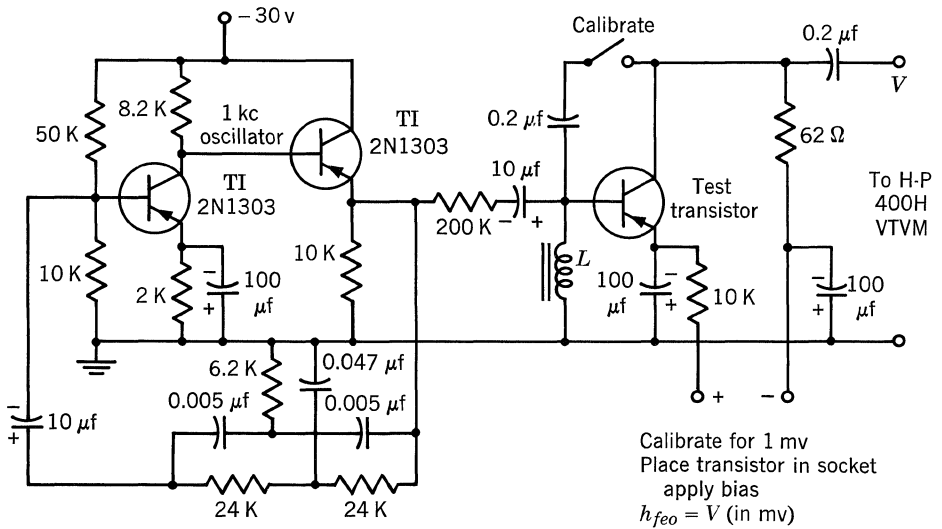 – 30 v
Calibrate
0.2 μf
V
8.2 K
1 kc
oscillator
TI
2N1303
50 K
0.2 μf
62 Ω
10 μf
TI
2N1303
Test
transistor
To H-P
400H
VTVM
200 K
–
+
10 K
10 K
L
–
100
μf
+
2 K
100
μf
–
+
10 K
–
100
μf
+
6.2 K
0.047 μf
0.005 μf
0.005 μf
+
–
–
10 μf
+
24 K
24 K
Calibrate for 1 mv
Place transistor in socket
apply bias
hfeo = V (in mv)